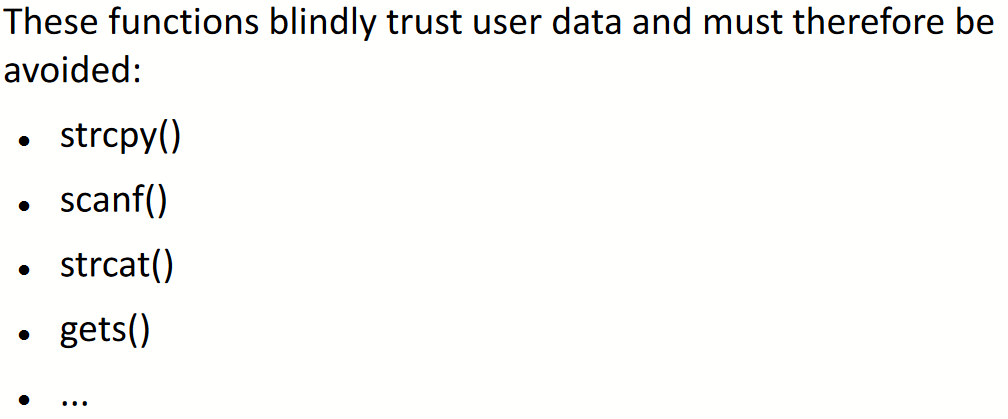 These functions blindly trust user data and must therefore be
avoided:
• strcpy()
• scanf()
• strcat()
• gets()
• ...